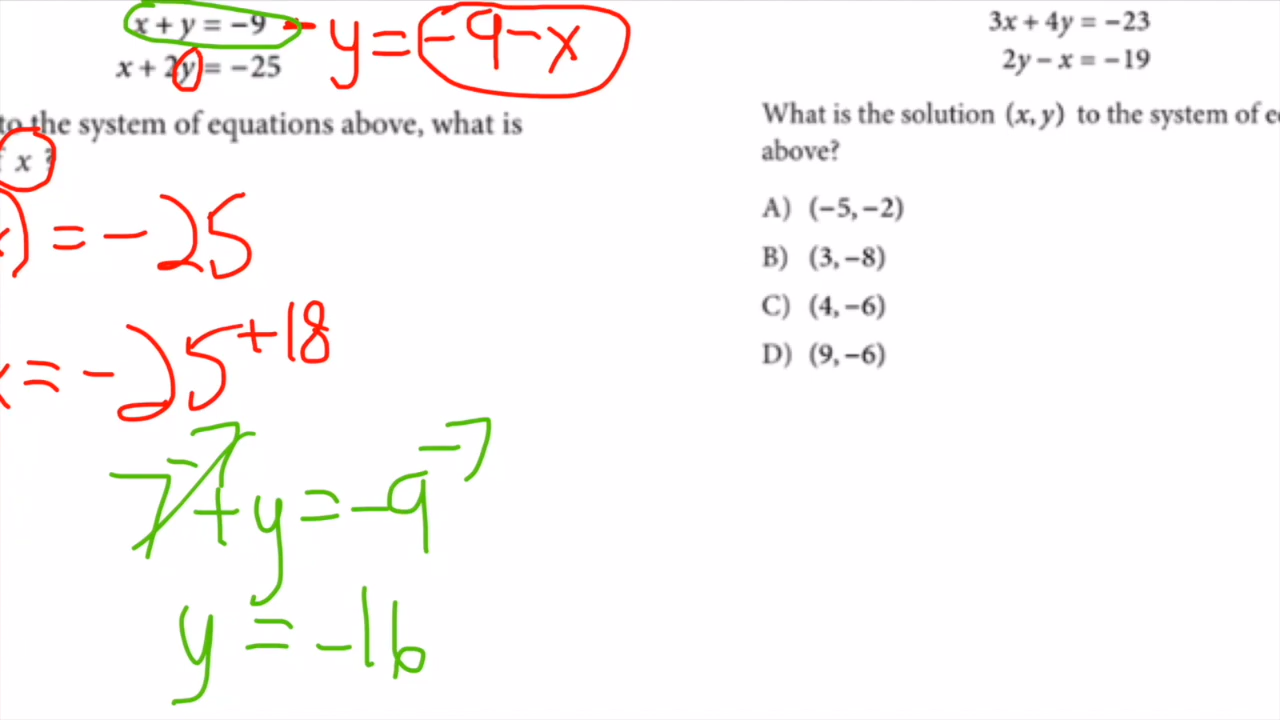 x + y = −9
y = −9−x
x + 2y = −25
to the system of equations above, what is
x ?
) = −25
x = −25 +18
7 −7 + y = −9 −7
y = −16
3x + 4y = −23
2y − x = −19
What is the solution (x, y) to the system of e
above?
A) (−5, −2)
B) (3, −8)
C) (4, −6)
D) (9, −6)